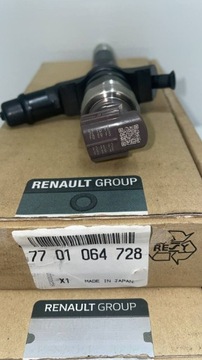 RENAULT GROUP
77 01 064 728
X1 MADE IN JAPAN
RENAULT GROUP